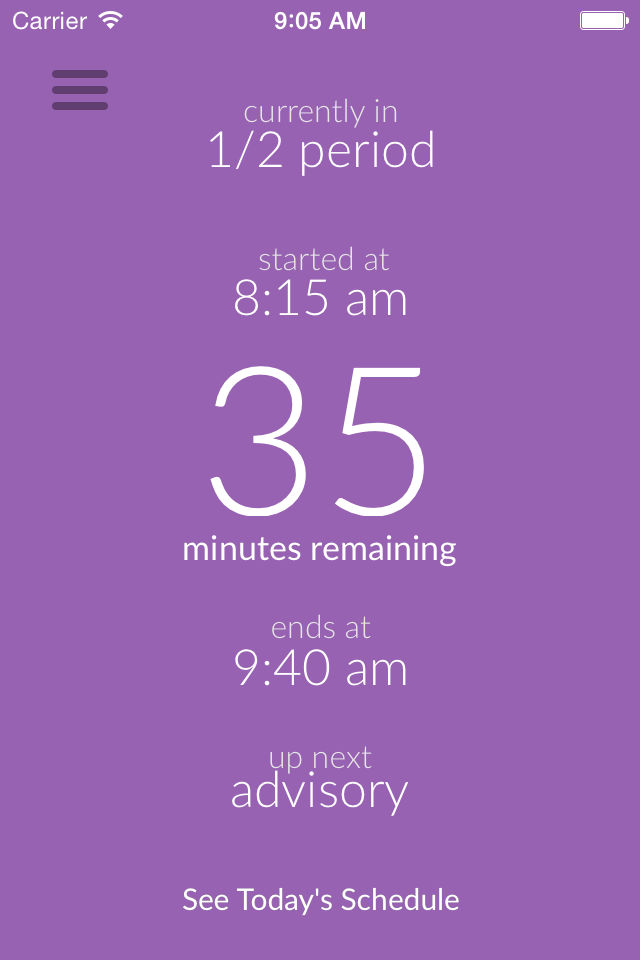 Carrier 9:05 AM
currently in
1/2 period
started at
8:15 am
35
minutes remaining
ends at
9:40 am
up next
advisory
See Today's Schedule